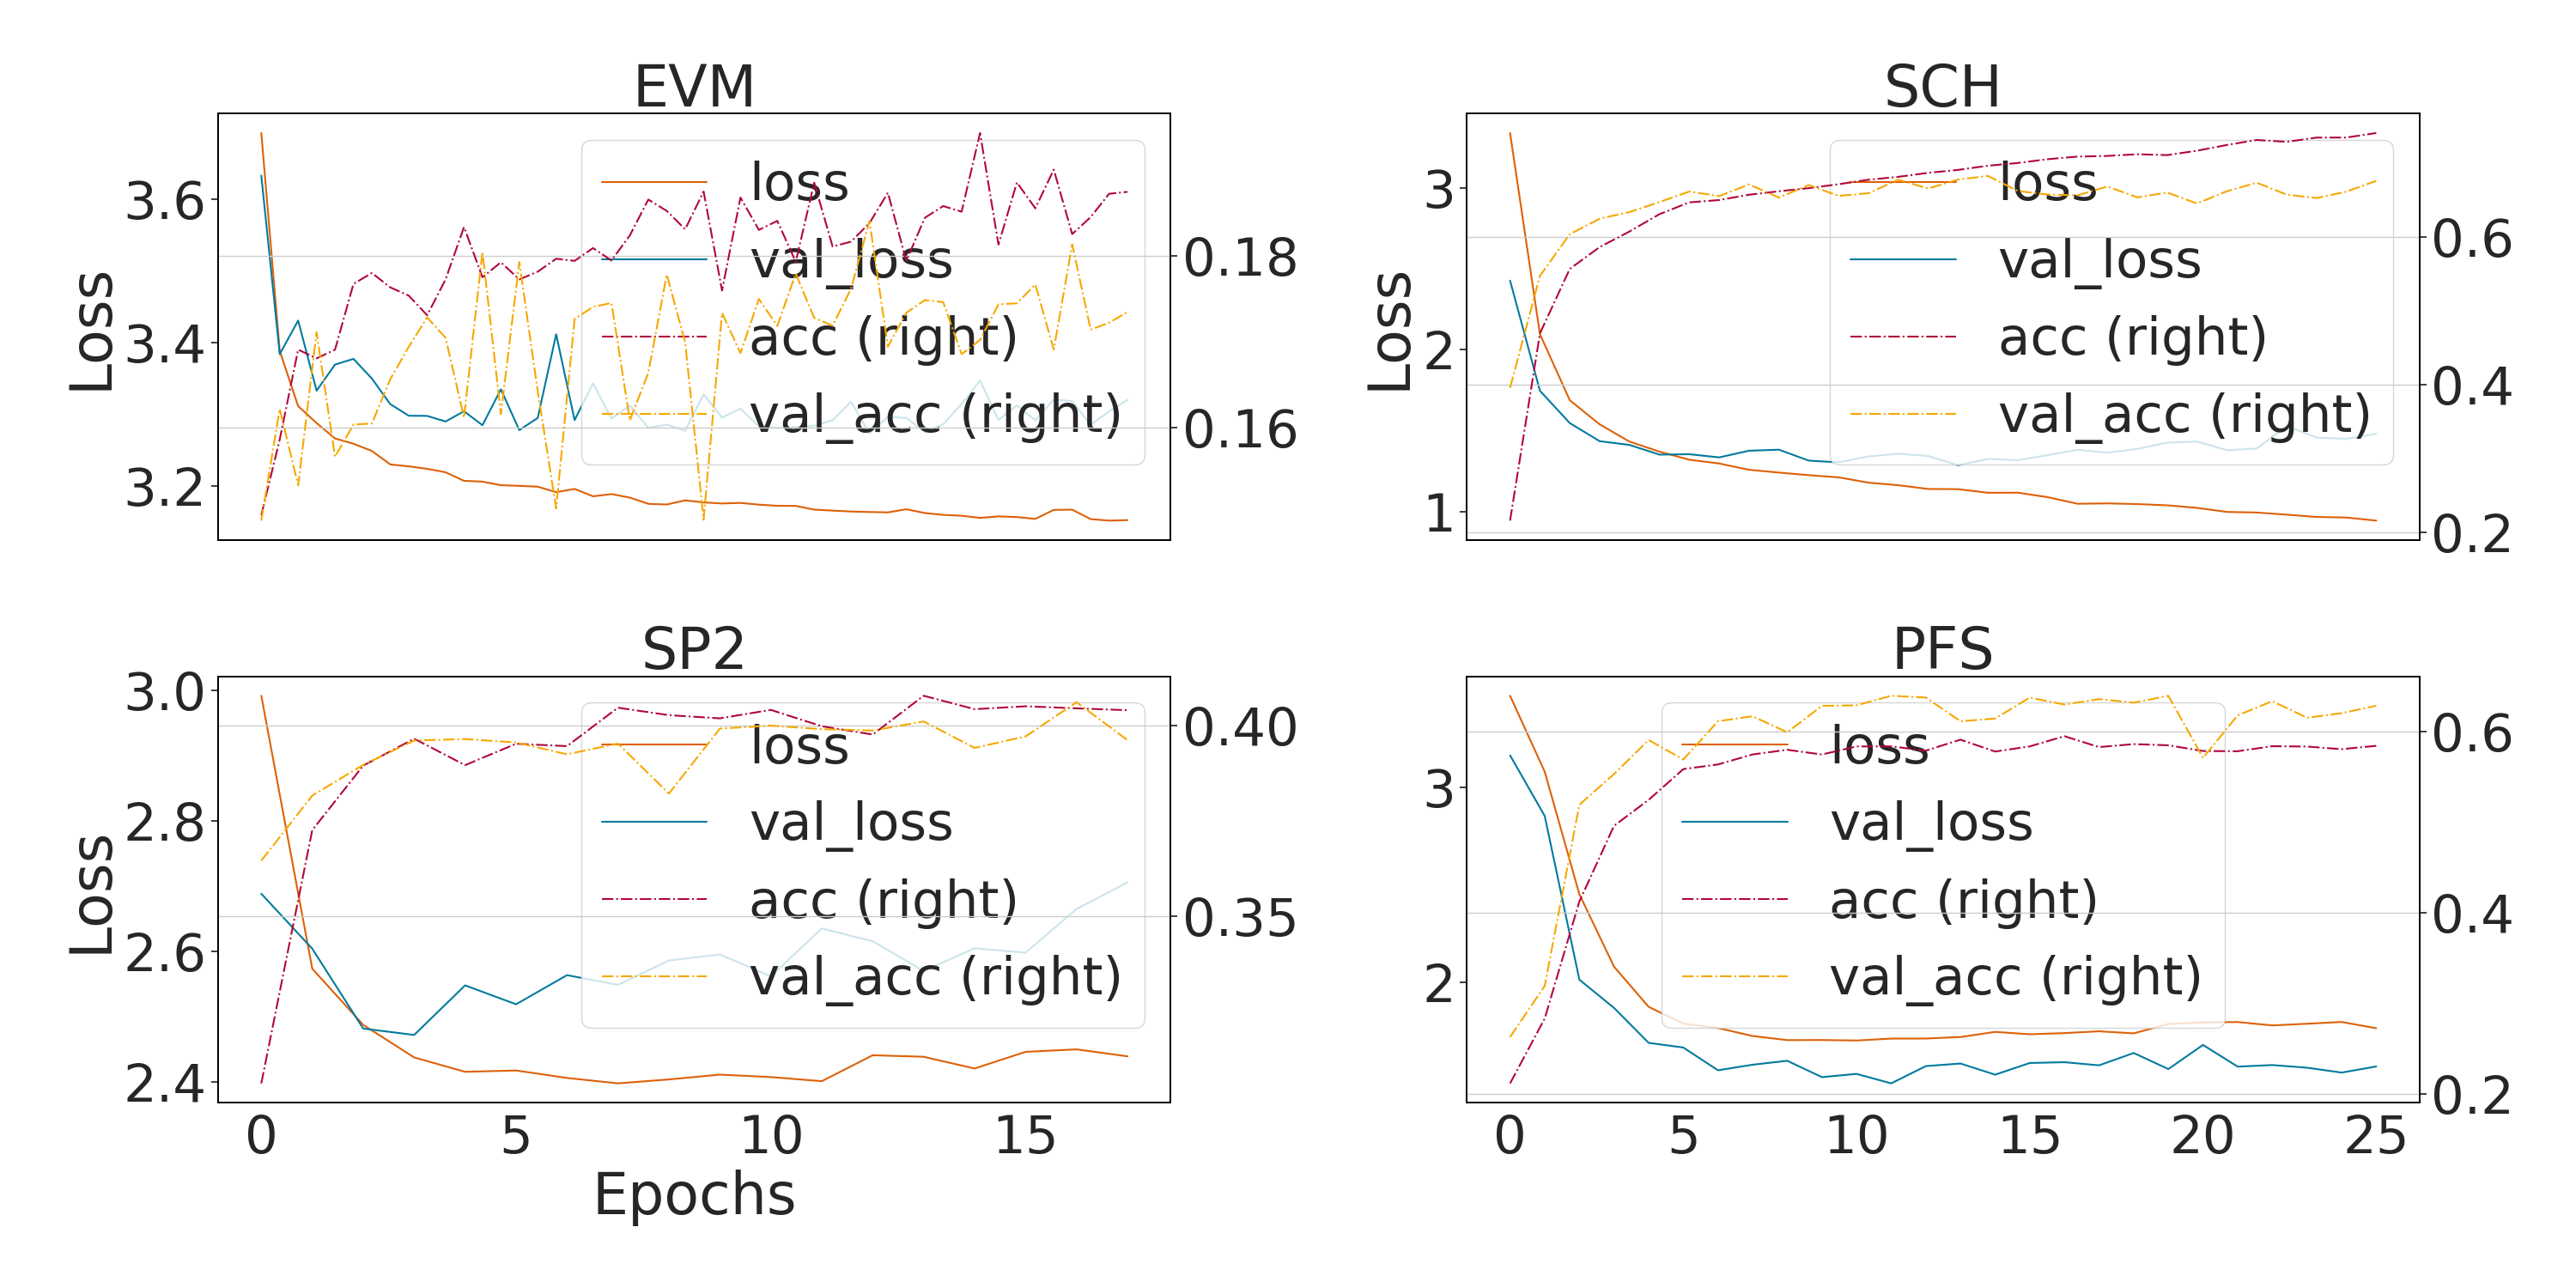 EVM
Loss
3.6
3.4
3.2
0.18
0.16
loss
val_loss
acc (right)
val_acc (right)
SCH
Loss
3
2
1
0.6
0.4
0.2
loss
val_loss
acc (right)
val_acc (right)
SP2
Loss
3.0
2.8
2.6
2.4
0.40
0.35
loss
val_loss
acc (right)
val_acc (right)
0 5 10 15
Epochs
PFS
3
2
0.6
0.4
0.2
loss
val_loss
acc (right)
val_acc (right)
0 5 10 15 20 25